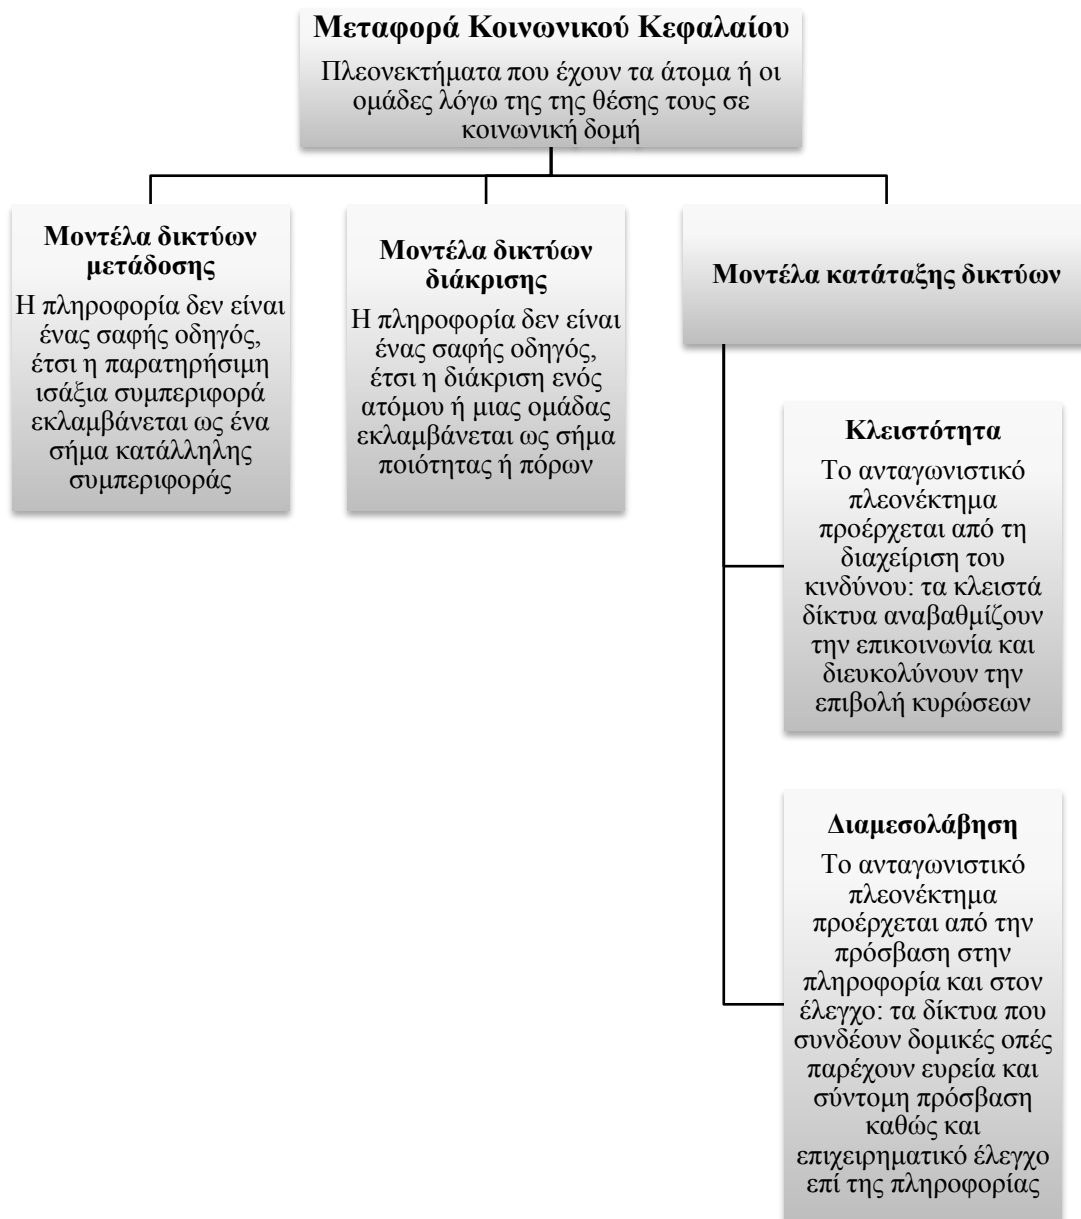 Μεταφορά Κοινωνικού Κεφαλαίου
Πλεονεκτήματα που έχουν τα άτομα ή οι
ομάδες λόγω της της θέσης τους σε
κοινωνική δομή
Μοντέλα δικτύων
μετάδοσης
Η πληροφορία δεν είναι
ένας σαφής οδηγός,
έτσι η παρατηρήσιμη
ισάξια συμπεριφορά
εκλαμβάνεται ως ένα
σήμα κατάλληλης
συμπεριφοράς
Μοντέλα δικτύων
διάκρισης
Η πληροφορία δεν είναι
ένας σαφής οδηγός,
έτσι η διάκριση ενός
ατόμου ή μιας ομάδας
εκλαμβάνεται ως σήμα
ποιότητας ή πόρων
Μοντέλα κατάταξης δικτύων
Κλειστότητα
Το ανταγωνιστικό
πλεονέκτημα
προέρχεται από τη
διαχείριση του
κινδύνου: τα κλειστά
δίκτυα αναβαθμίζουν
την επικοινωνία και
διευκολύνουν την
επιβολή κυρώσεων
Διαμεσολάβηση
Το ανταγωνιστικό
πλεονέκτημα
προέρχεται από την
πρόσβαση στην
πληροφορία και στον
έλεγχο: τα δίκτυα που
συνδέουν δομικές οπές
παρέχουν ευρεία και
σύντομη πρόσβαση
καθώς και
επιχειρηματικό έλεγχο
επί της πληροφορίας